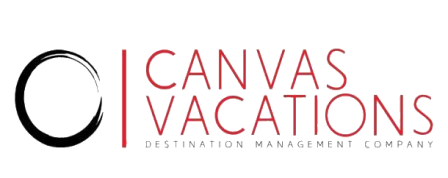 CANVAS
VACATIONS
DESTINATION MANAGEMENT COMPANY